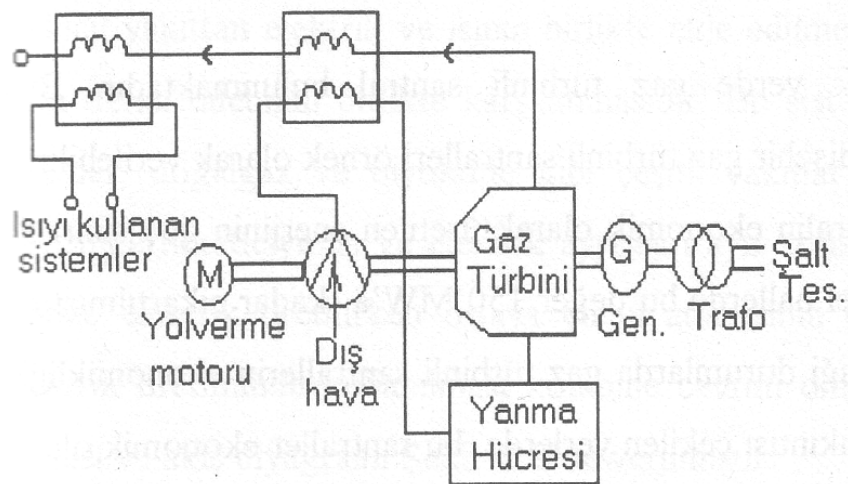 Isıyı kullanan
sistemler
M
Yolverme
motoru
Dış
hava
Gaz
Türbini
G
Gen.
Trafo
Şalt
Tes.
Yanma
Hücresi